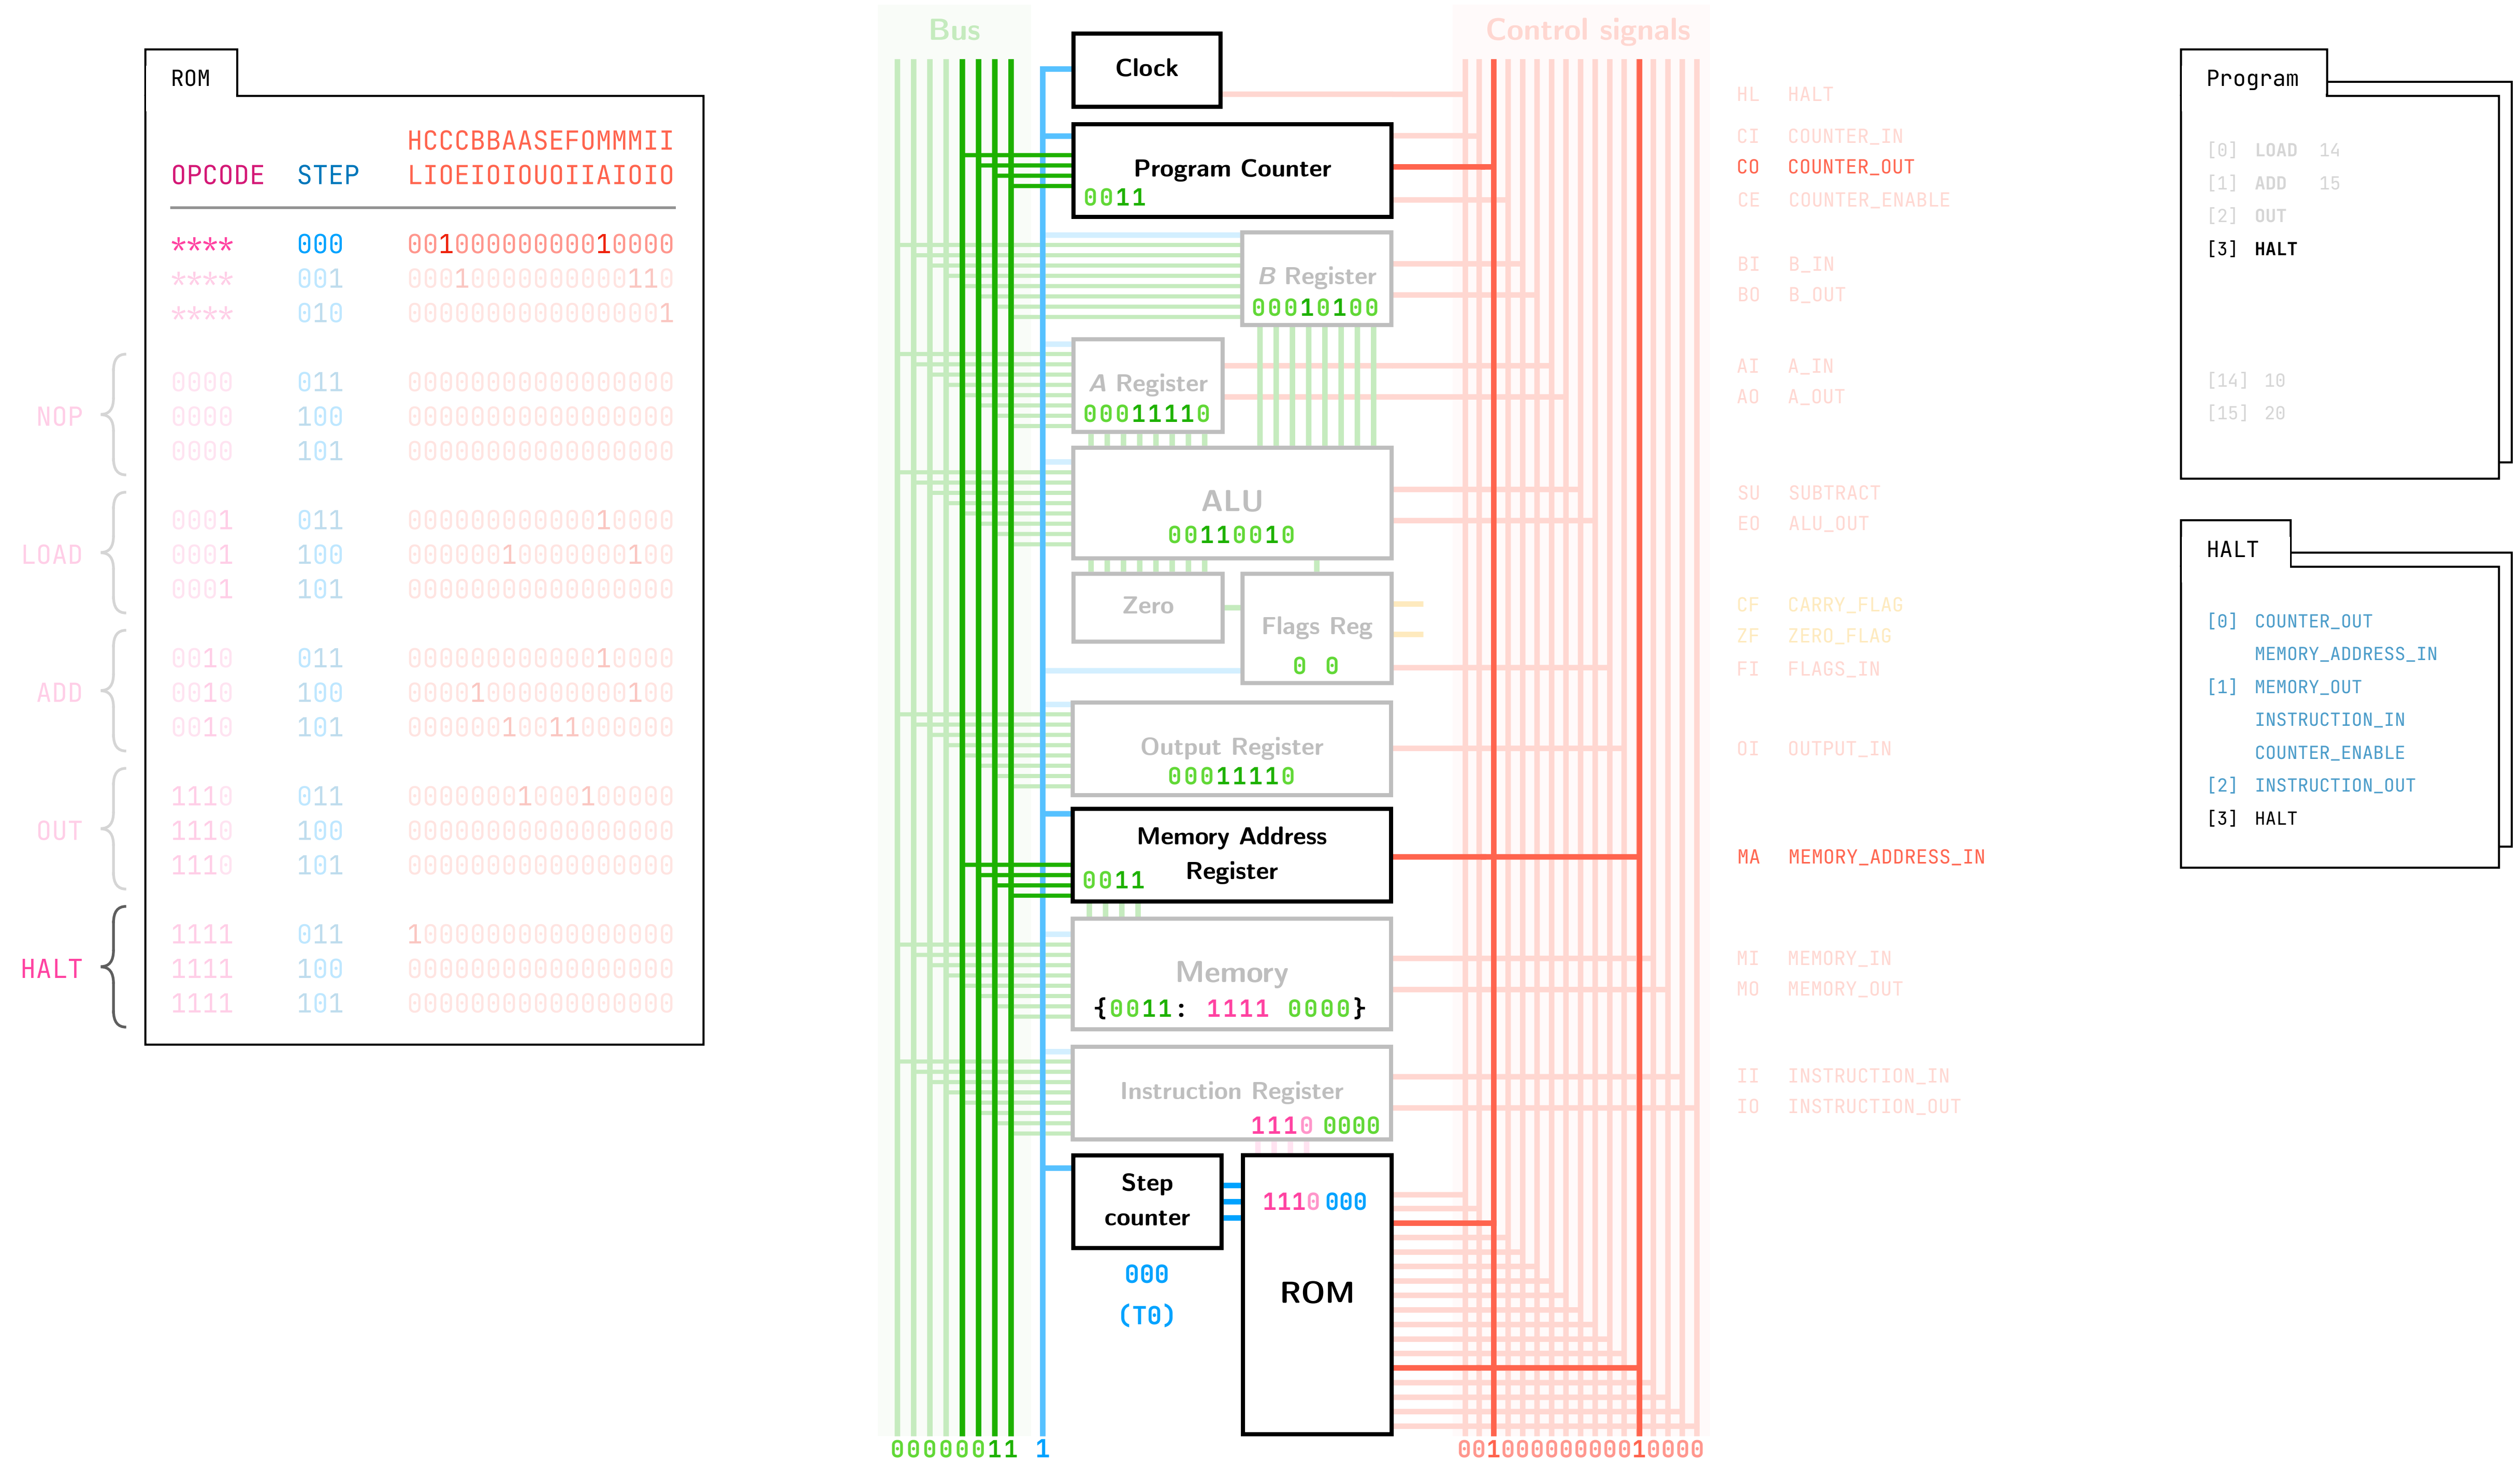 Bus
Control signals
ROM
HCCCBBAASEFOMMMII
OPCODE STEP LIOEIOIOUOIIAIOIO
**** 000 00100000000010000
**** 001 00010000000000110
**** 010 00000000000000001
NOP
0000 011 00000000000000000
0000 100 00000000000000000
0000 101 00000000000000000
LOAD
0001 011 00000000000010000
0001 100 00000010000000100
0001 101 00000000000000000
ADD
0010 011 00000000000010000
0010 100 00001000000000100
0010 101 00000010011000000
OUT
1110 011 00000001000100000
1110 100 00000000000000000
1110 101 00000000000000000
HALT
1111 011 10000000000000000
1111 100 00000000000000000
1111 101 00000000000000000
Clock
Program Counter
0011
B Register
00010100
A Register
00011110
ALU
00110010
Zero
Flags Reg
0 0
Output Register
00011110
Memory Address
Register
0011
Memory
{0011: 1111 0000}
Instruction Register
1110 0000
Step
counter
000
(T0)
1110 000
ROM
00000011 1
00100000000010000
HL HALT
CI COUNTER_IN
CO COUNTER_OUT
CE COUNTER_ENABLE
BI B_IN
BO B_OUT
AI A_IN
AO A_OUT
SU SUBTRACT
EO ALU_OUT
CF CARRY_FLAG
ZF ZERO_FLAG
FI FLAGS_IN
OI OUTPUT_IN
MA MEMORY_ADDRESS_IN
MI MEMORY_IN
MO MEMORY_OUT
II INSTRUCTION_IN
IO INSTRUCTION_OUT
Program
[0] LOAD 14
[1] ADD 15
[2] OUT
[3] HALT
[14] 10
[15] 20
HALT
[0] COUNTER_OUT
MEMORY_ADDRESS_IN
[1] MEMORY_OUT
INSTRUCTION_IN
COUNTER_ENABLE
[2] INSTRUCTION_OUT
[3] HALT